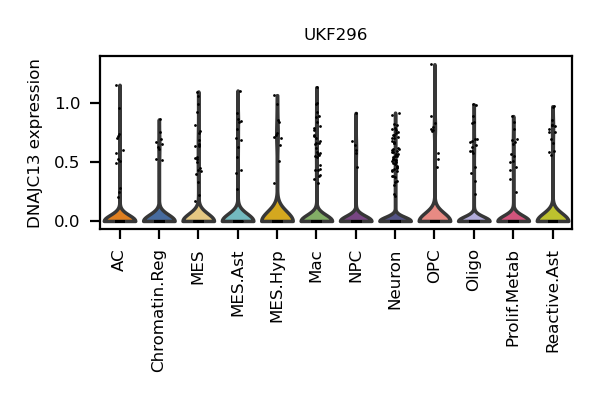 UKF296
DNAJC13 expression
1.0
0.5
0.0
AC
Chromatin.Reg
MES
MES.Ast
MES.Hyp
Mac
NPC
Neuron
OPC
Oligo
Prolif.Metab
Reactive.Ast